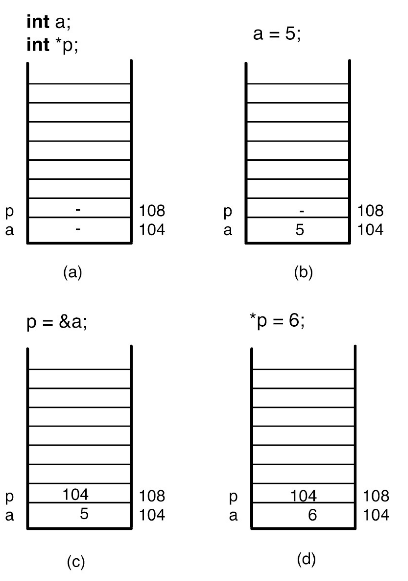 int a;
int *p;
a = 5;
p - 108
a - 104
(a)
p - 108
a 5 104
(b)
p = &a;
*p = 6;
p 104 108
a 5 104
(c)
p 104 108
a 6 104
(d)